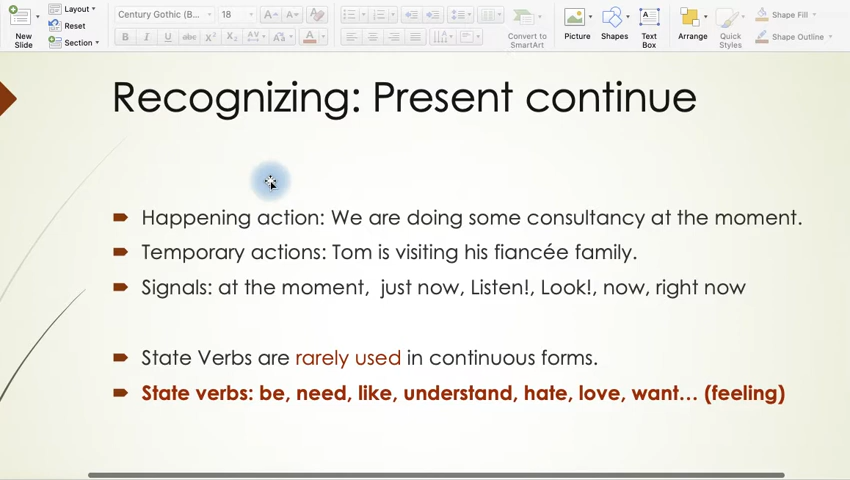 Layout
Century Gothic (B...
18
Reset
New
Slide
Section
B I U abc X₂ X²
Convert to
SmartArt
Picture
Shapes
Text
Box
Arrange
Quick
Styles
Shape Fill
Shape Outline
Recognizing: Present continue
Happening action: We are doing some consultancy at the moment.
Temporary actions: Tom is visiting his fiancée family.
Signals: at the moment, just now, Listen!, Look!, now, right now
State Verbs are rarely used in continuous forms.
State verbs: be, need, like, understand, hate, love, want... (feeling)